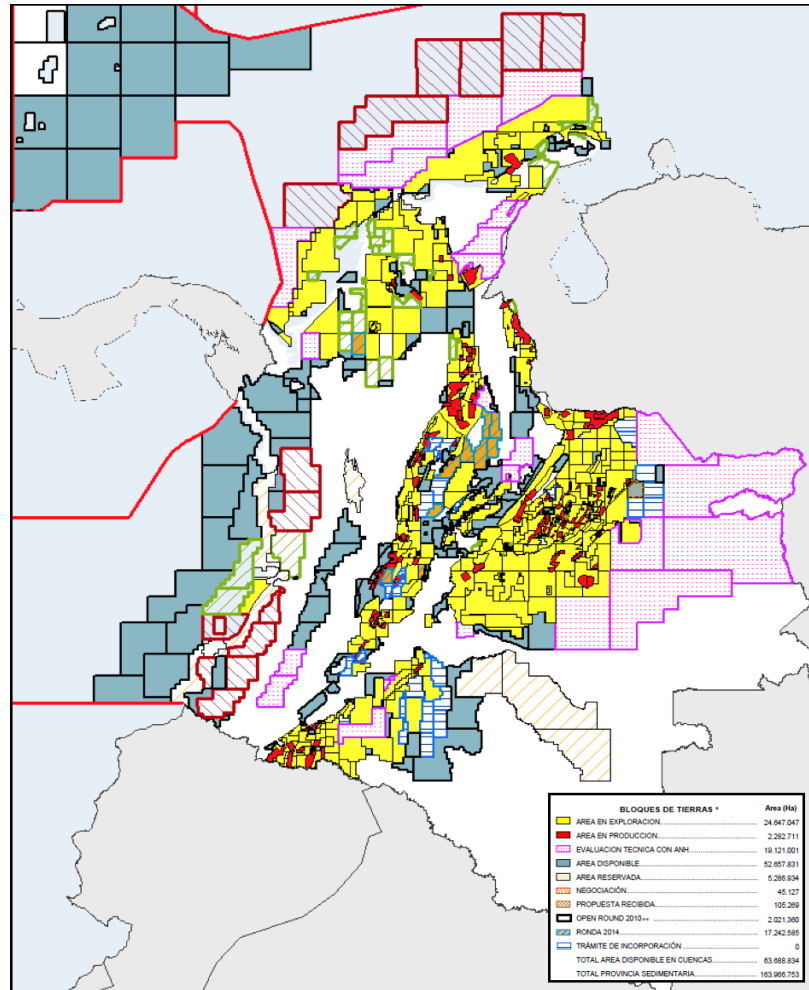 BLOQUES DE TIERRAS * Area (Ha)
AREA EN EXPLORACION 24.647.047
AREA EN PRODUCCION 2.282.711
EVALUACION TECNICA CON ANH 19.121.001
AREA DISPONIBLE 52.657.831
AREA RESERVADA 5.286.934
NEGOCIACIÓN 45.127
PROPUESTA RECIBIDA 105.269
OPEN ROUND 2010 ** 2.021.360
RONDA 2014 17.242.585
TRÁMITE DE INCORPORACIÓN 0
TOTAL AREA DISPONIBLE EN CUENCAS 63.688.834
TOTAL PROVINCIA SEDIMENTARIA 163.966.753